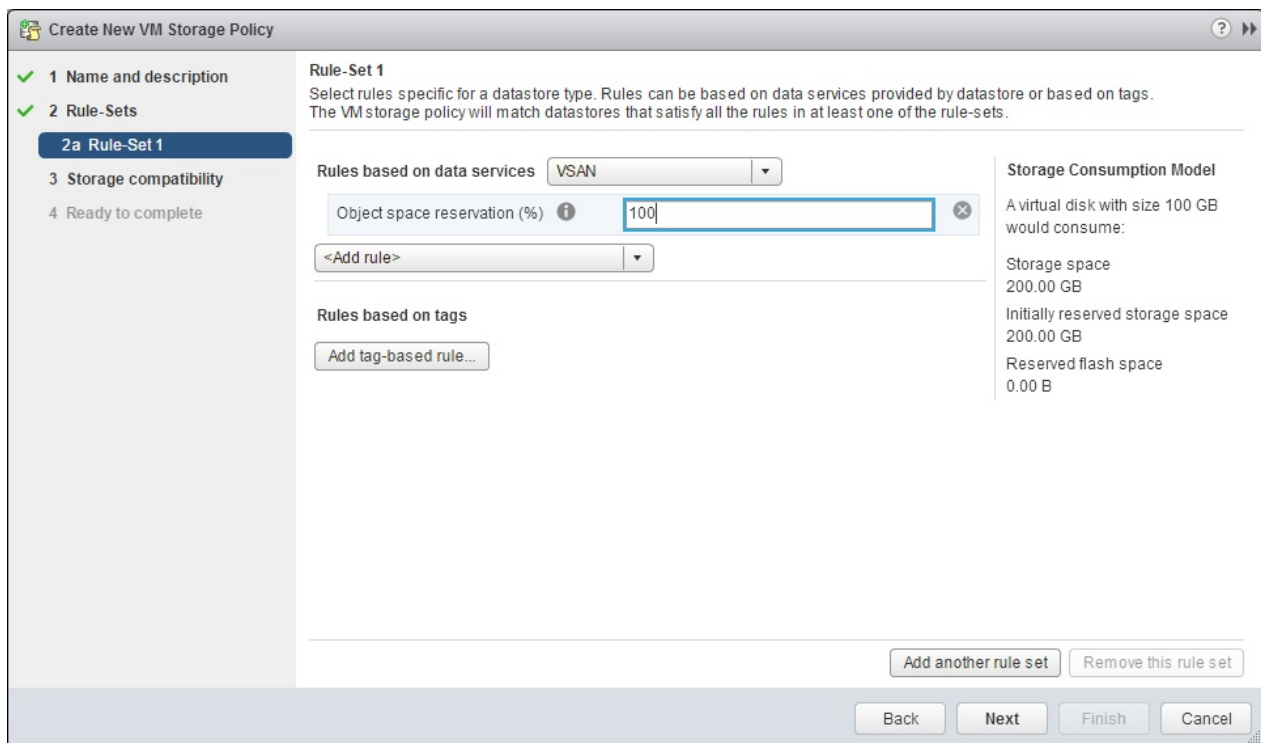 Create New VM Storage Policy
1 Name and description
2 Rule-Sets
2a Rule-Set 1
3 Storage compatibility
4 Ready to complete
Rule-Set 1
Select rules specific for a datastore type. Rules can be based on data services provided by datastore or based on tags.
The VM storage policy will match datastores that satisfy all the rules in at least one of the rule-sets.
Rules based on data services VSAN
Object space reservation (%) 100
<Add rule>
Rules based on tags
Add tag-based rule...
Storage Consumption Model
A virtual disk with size 100 GB
would consume:
Storage space
200.00 GB
Initially reserved storage space
200.00 GB
Reserved flash space
0.00 B
Add another rule set Remove this rule set
Back Next Finish Cancel